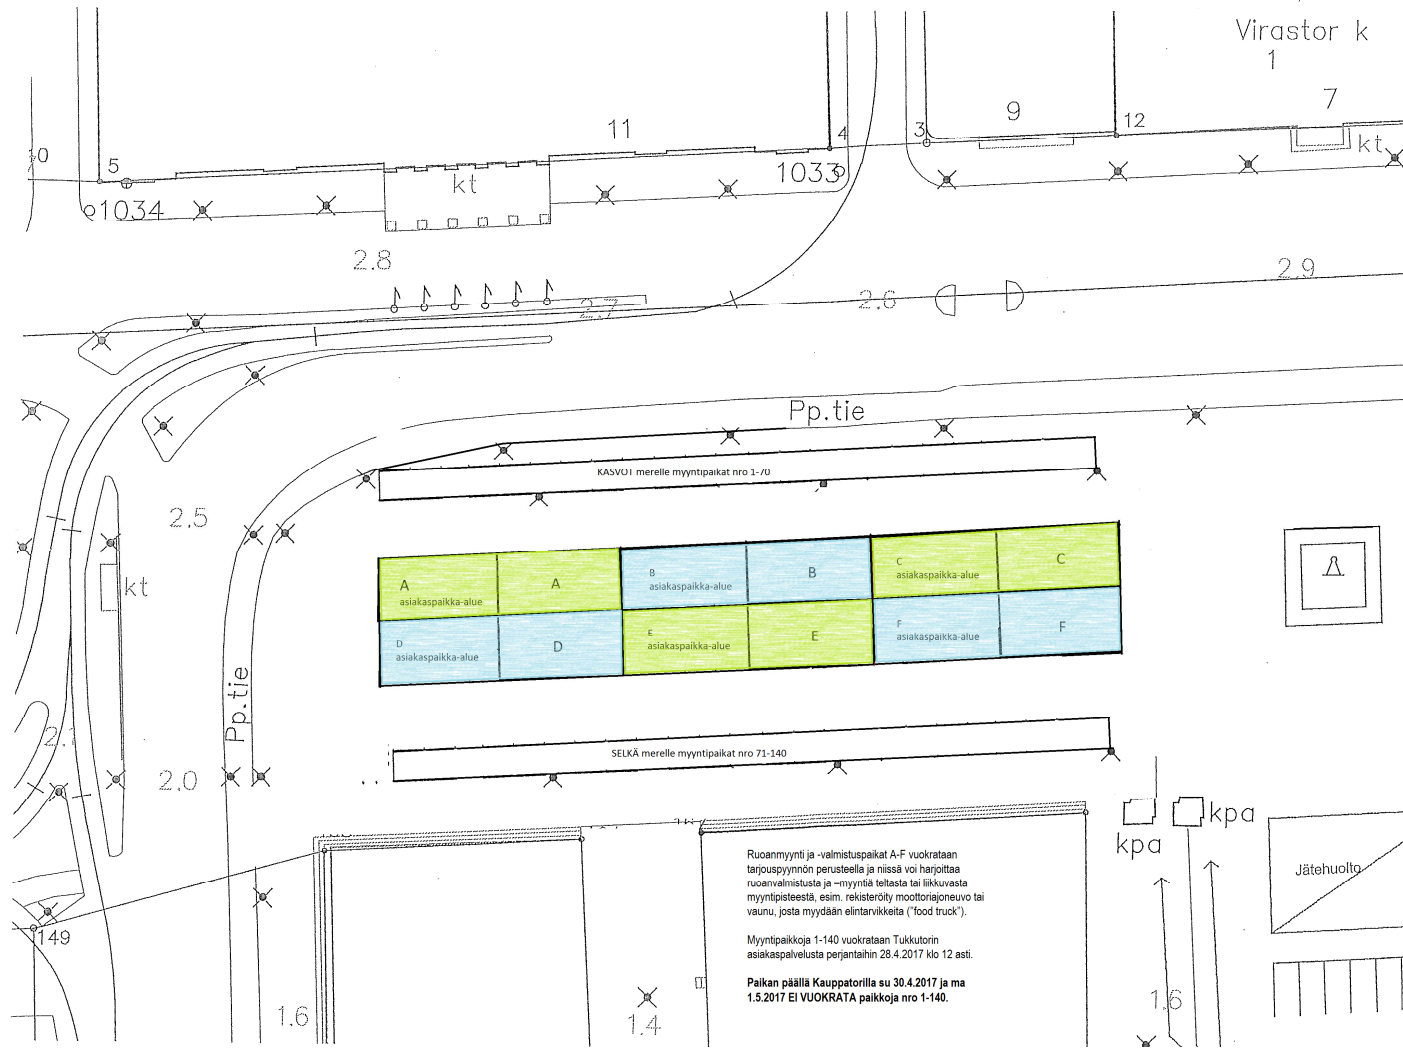 Virastor k
1
7
9
12
11
4
3
kt
5
1033
kt
1034
2.8
2.9
2.7
2.6
Pp.tie
KASVOT merelle myyntipaikat nro 1-70
2.5
kt
A
asiakaspaikka-alue
A
B
asiakaspaikka-alue
B
C
asiakaspaikka-alue
C
D
asiakaspaikka-alue
D
E
asiakaspaikka-alue
E
F
asiakaspaikka-alue
F
Pp.tie
SELKÄ merelle myyntipaikat nro 71-140
2.0
kpa
kpa
Jätehuolto
Ruoanmyynti ja -valmistuspaikat A-F vuokrataan
tarjouspyynnön perusteella ja niissä voi harjoittaa
ruoanvalmistusta ja –myyntiä teltasta tai liikkuvasta
myyntipisteestä, esim. rekisteröity moottoriajoneuvo tai
vaunu, josta myydään elintarvikkeita ("food truck").
Myyntipaikkoja 1-140 vuokrataan Tukkutorin
asiakaspalvelusta perjantaihin 28.4.2017 klo 12 asti.
Paikan päällä Kauppatorilla su 30.4.2017 ja ma
1.5.2017 EI VUOKRATA paikkoja nro 1-140.
149
1.6
1.4
1.6